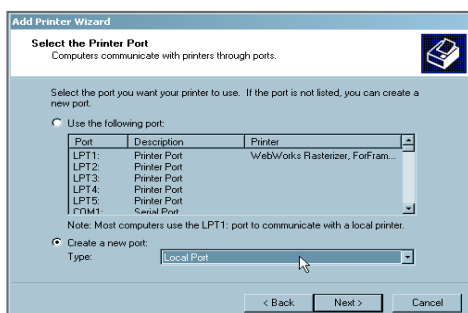 Add Printer Wizard
Select the Printer Port
Computers communicate with printers through ports.
Select the port you want your printer to use. If the port is not listed, you can create a
new port.
Use the following port:
Port Description Printer
LPT1: Printer Port WebWorks Rasterizer, ForFram...
LPT2: Printer Port
LPT3: Printer Port
LPT4: Printer Port
LPT5: Printer Port
COM1: Serial Port
Note: Most computers use the LPT1: port to communicate with a local printer.
Create a new port:
Type: Local Port
< Back Next > Cancel